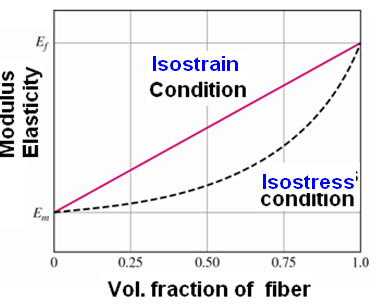 E_f
Isostrain
Condition
Modulus
Elasticity
Isostress
condition
E_m
0 0.25 0.50 0.75 1.0
Vol. fraction of fiber